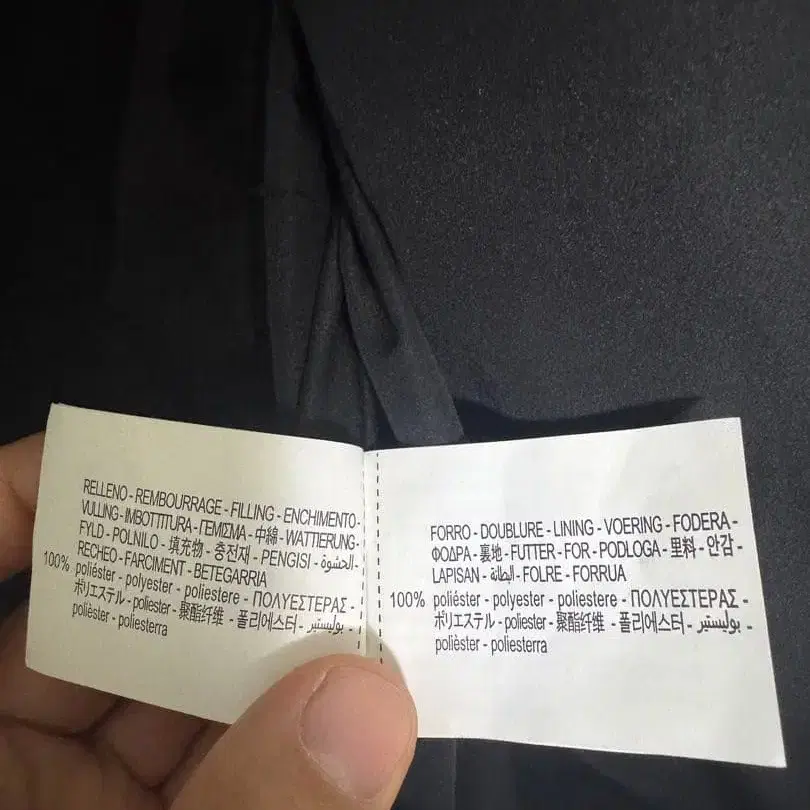 RELLENO - REMBOURRAGE - FILLING - ENCHIMENTO -
VULLING - IMBOTTITURA - ΓΕΜΙΣΜΑ - 中綿 - WATTIERUNG -
FYLD - POLNILO - 填充物 - 충전재 - PENGISI - الحشوة -
RECHEO - FARCIMENT - BETEGARRIA
100% poliéster - polyester - poliestere - ΠΟΛΥΕΣΤΕΡΑΣ -
ポリエステル - poliester - 聚酯纤维 - 폴리에스터 - بوليستير -
polièster - poliesterra
FORRO - DOUBLURE - LINING - VOERING - FODERA -
ΦΟΔΡΑ - 裏地 - FUTTER - FOR - PODLOGA - 里料 - 안감 -
LAPISAN - البطانة - FOLRE - FORRUA
100% poliéster - polyester - poliestere - ΠΟΛΥΕΣΤΕΡΑΣ -
ポリエステル - poliester - 聚酯纤维 - 폴리에스터 - بوليستير -
polièster - poliesterra